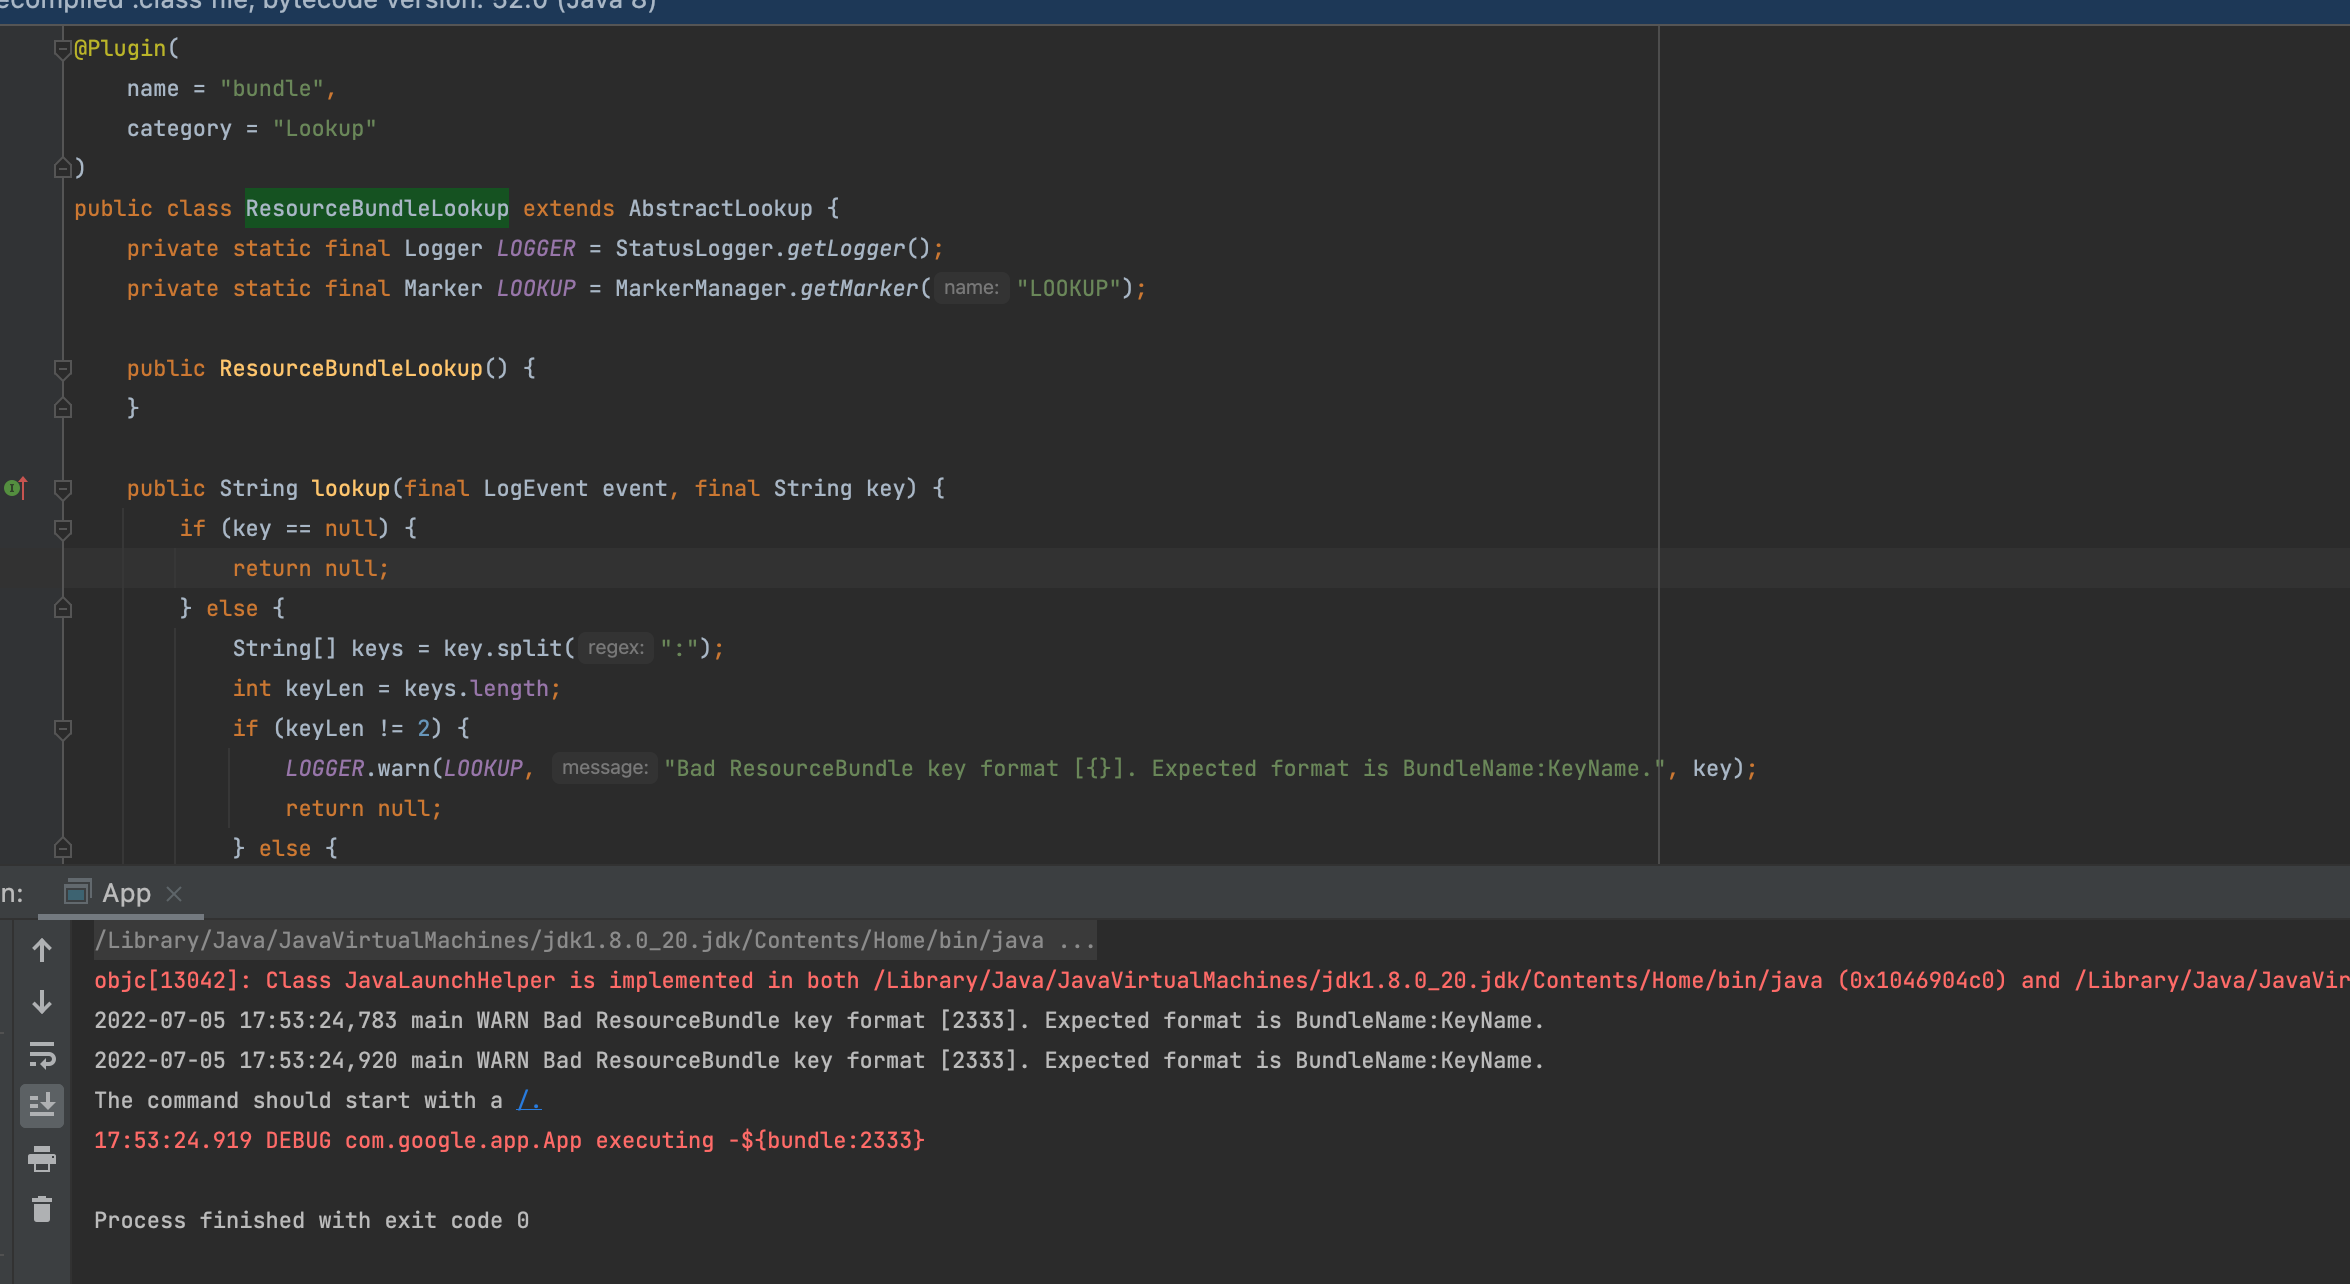 ecompiled .class file, bytecode version: 52.0 (Java 8)
@Plugin(
    name = "bundle",
    category = "Lookup"
)
public class ResourceBundleLookup extends AbstractLookup {
    private static final Logger LOGGER = StatusLogger.getLogger();
    private static final Marker LOOKUP = MarkerManager.getMarker( name: "LOOKUP");
    public ResourceBundleLookup() {
    }
    public String lookup(final LogEvent event, final String key) {
        if (key == null) {
            return null;
        } else {
            String[] keys = key.split( regex: ":");
            int keyLen = keys.length;
            if (keyLen != 2) {
                LOGGER.warn(LOOKUP, message: "Bad ResourceBundle key format [{}]. Expected format is BundleName:KeyName.", key);
                return null;
            } else {
n: App
/Library/Java/JavaVirtualMachines/jdk1.8.0_20.jdk/Contents/Home/bin/java ...
objc[13042]: Class JavaLaunchHelper is implemented in both /Library/Java/JavaVirtualMachines/jdk1.8.0_20.jdk/Contents/Home/bin/java (0x1046904c0) and /Library/Java/JavaVir
2022-07-05 17:53:24,783 main WARN Bad ResourceBundle key format [2333]. Expected format is BundleName:KeyName.
2022-07-05 17:53:24,920 main WARN Bad ResourceBundle key format [2333]. Expected format is BundleName:KeyName.
The command should start with a /.
17:53:24.919 DEBUG com.google.app.App executing -${bundle:2333}
Process finished with exit code 0